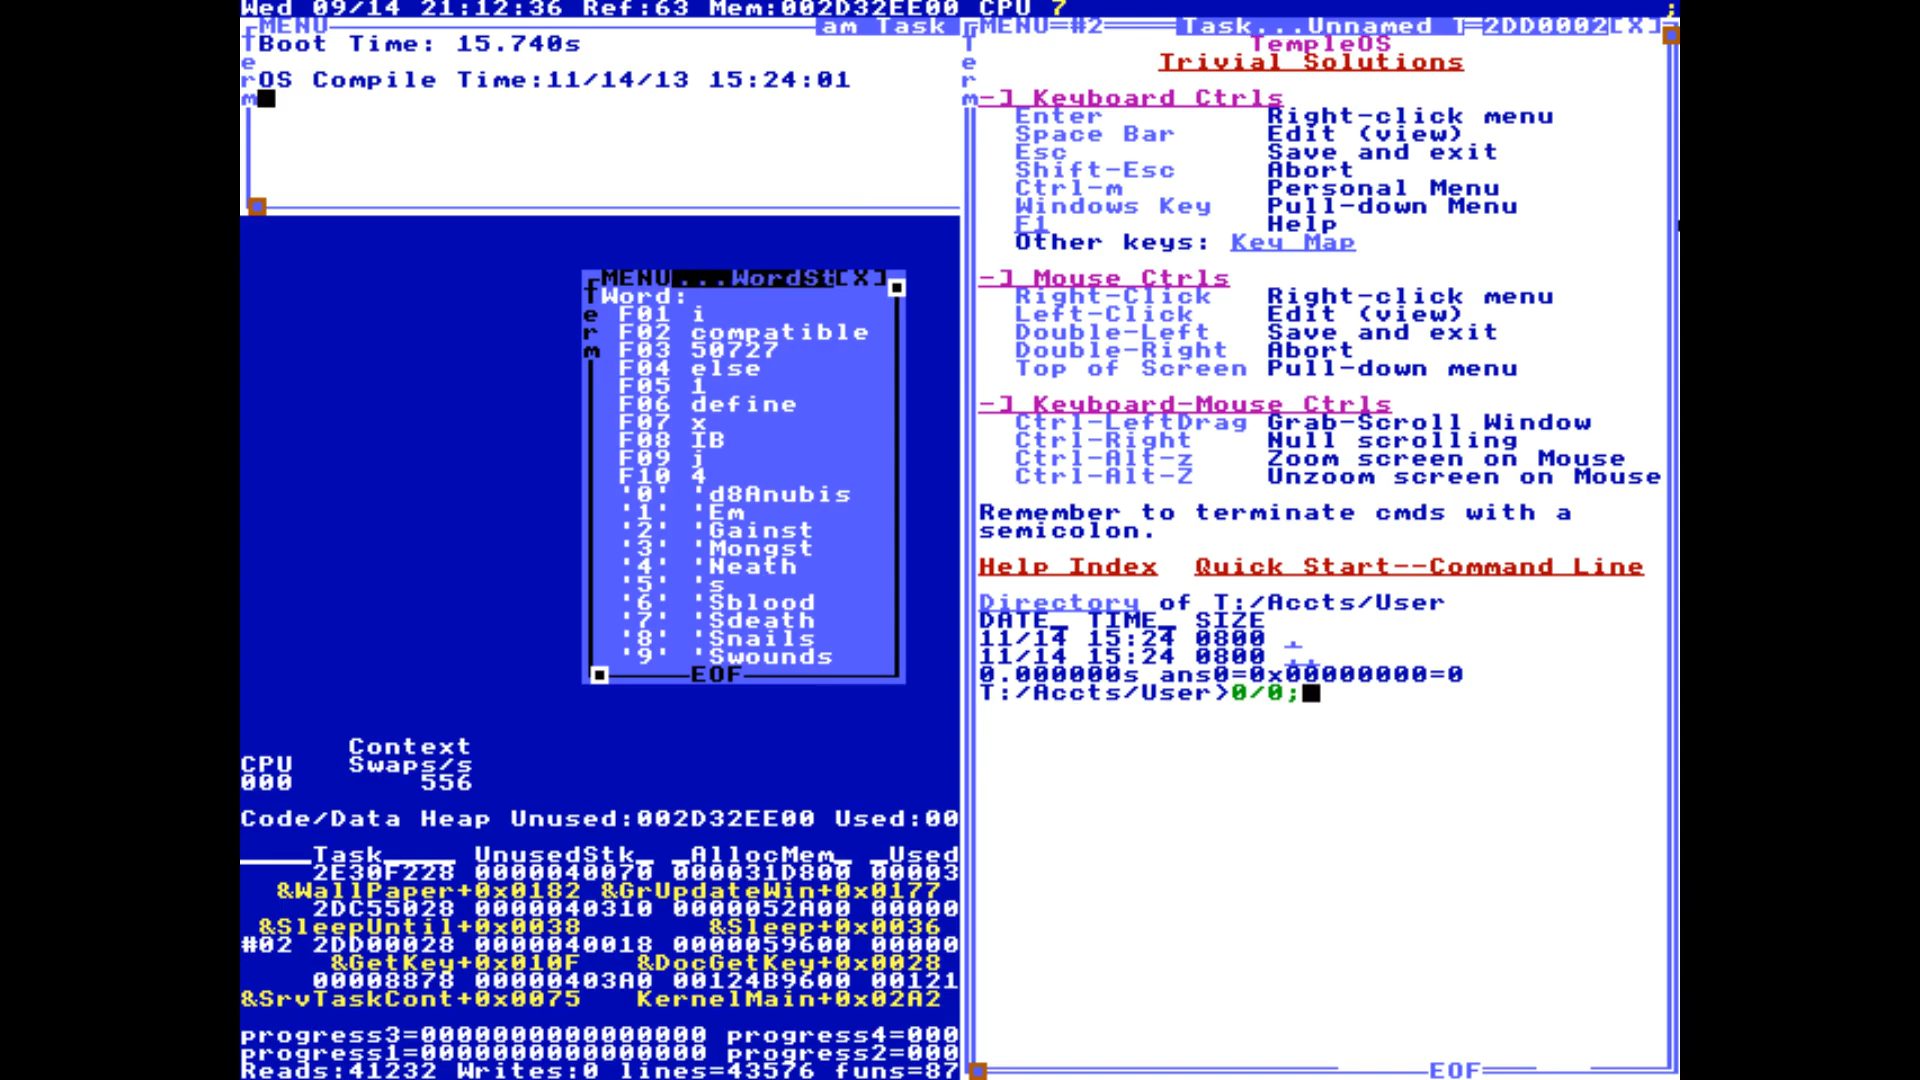 Wed 09/14 21:12:36 Ref:63 Mem:002D32EE00 CPU 7 ;
MENU am Task
Term
Boot Time: 15.740s
OS Compile Time:11/14/13 15:24:01
MENU...WordSt[X]
Term
Word:
F01 i
F02 compatible
F03 50727
F04 else
F05 1
F06 define
F07 x
F08 IB
F09 j
F10 4
'0' 'd8Anubis
'1' 'Em
'2' 'Gainst
'3' 'Mongst
'4' 'Neath
'5' 's
'6' 'Sblood
'7' 'Sdeath
'8' 'Snails
'9' 'Swounds
EOF
Context
CPU Swaps/s
000 556
Code/Data Heap Unused:002D32EE00 Used:00
____Task____ UnusedStk_ _AllocMem_ _Used
2E30F228 0000040070 000031D800 00003
&WallPaper+0x0182 &GrUpdateWin+0x0177
2DC55028 0000040310 0000052A00 00000
&SleepUntil+0x0038 &Sleep+0x0036
#02 2DD00028 0000040018 0000059600 00000
&GetKey+0x010F &DocGetKey+0x0028
00008878 00000403A0 00124B9600 00121
&SrvTaskCont+0x0075 KernelMain+0x02A2
progress3=0000000000000000 progress4=000
progress1=0000000000000000 progress2=000
Reads:41232 Writes:0 lines=43576 funs=87
MENU=#2 Task...Unnamed T=2DD0002[X]
Term
TempleOS
Trivial Solutions
-] Keyboard Ctrls
Enter Right-click menu
Space Bar Edit (view)
Esc Save and exit
Shift-Esc Abort
Ctrl-m Personal Menu
Windows Key Pull-down Menu
F1 Help
Other keys: Key Map
-] Mouse Ctrls
Right-Click Right-click menu
Left-Click Edit (view)
Double-Left Save and exit
Double-Right Abort
Top of Screen Pull-down menu
-] Keyboard-Mouse Ctrls
Ctrl-LeftDrag Grab-Scroll Window
Ctrl-Right Null scrolling
Ctrl-Alt-z Zoom screen on Mouse
Ctrl-Alt-Z Unzoom screen on Mouse
Remember to terminate cmds with a
semicolon.
Help Index Quick Start--Command Line
Directory of T:/Accts/User
DATE_ TIME_ SIZE
11/14 15:24 0800 .
11/14 15:24 0800 ..
0.000000s ans0=0x00000000=0
T:/Accts/User>0/0;
EOF